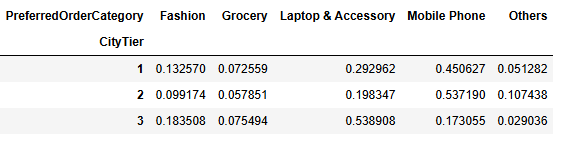 PreferredOrderCategory Fashion Grocery Laptop & Accessory Mobile Phone Others
CityTier
1 0.132570 0.072559 0.292962 0.450627 0.051282
2 0.099174 0.057851 0.198347 0.537190 0.107438
3 0.183508 0.075494 0.538908 0.173055 0.029036